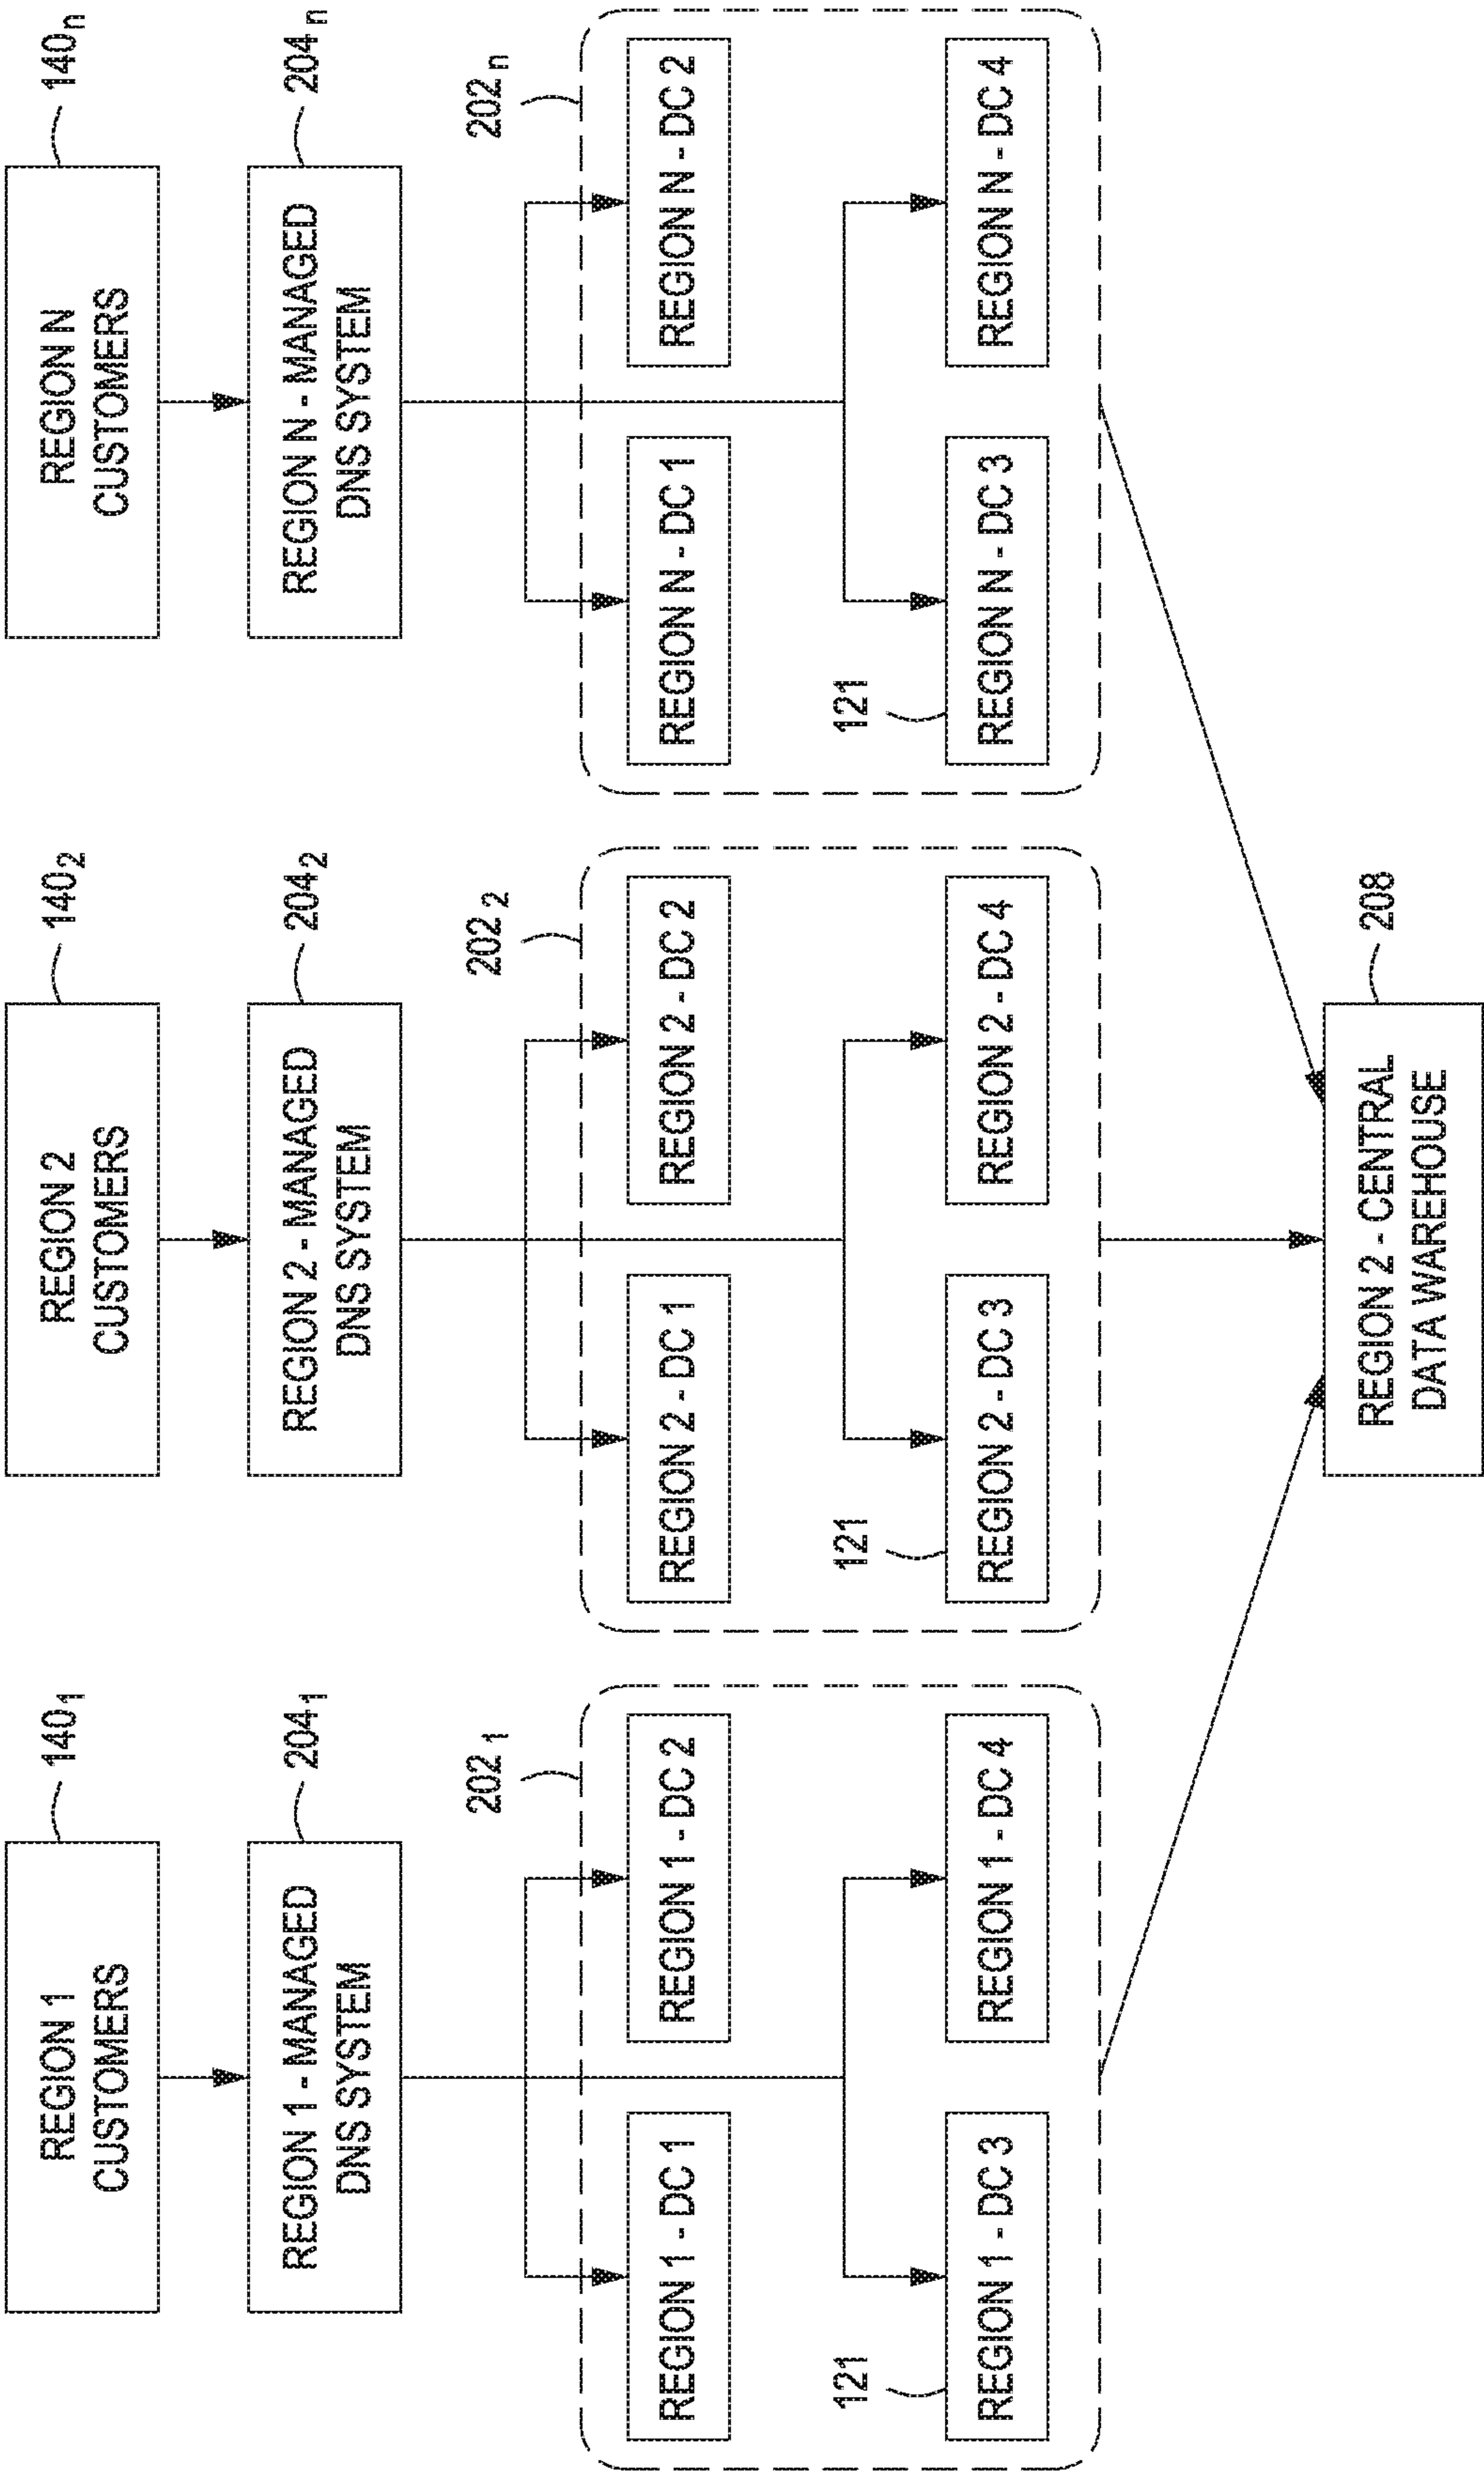 REGION 1
CUSTOMERS
140₁
REGION 2
CUSTOMERS
140₂
REGION N
CUSTOMERS
140ₙ
REGION 1 - MANAGED
DNS SYSTEM
204₁
REGION 2 - MANAGED
DNS SYSTEM
204₂
REGION N - MANAGED
DNS SYSTEM
204ₙ
202₁
202₂
202ₙ
REGION 1 - DC 1
REGION 1 - DC 2
REGION 2 - DC 1
REGION 2 - DC 2
REGION N - DC 1
REGION N - DC 2
121
121
121
REGION 1 - DC 3
REGION 1 - DC 4
REGION 2 - DC 3
REGION 2 - DC 4
REGION N - DC 3
REGION N - DC 4
REGION 2 - CENTRAL
DATA WAREHOUSE
208